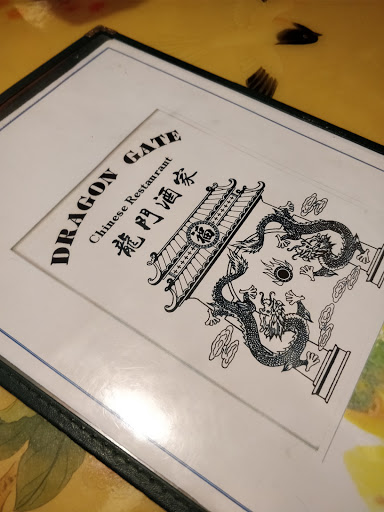 DRAGON GATE
Chinese Restaurant
龍門酒家
福